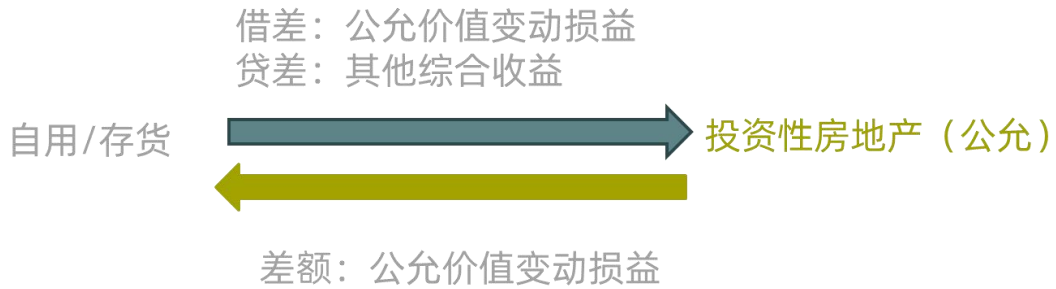 借差：公允价值变动损益
贷差：其他综合收益
自用/存货
投资性房地产（公允）
差额：公允价值变动损益